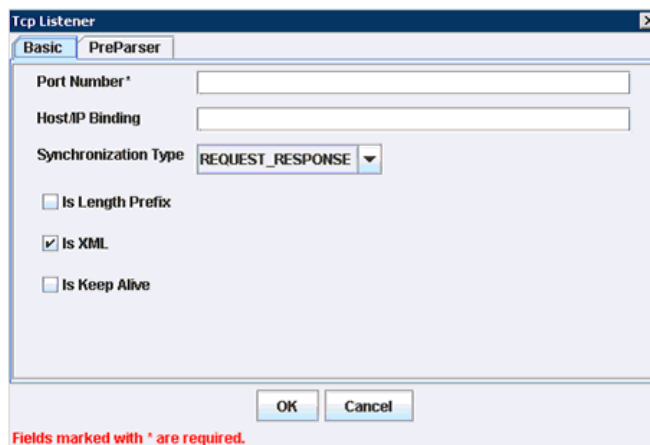 Tcp Listener
Basic PreParser
Port Number*
Host/IP Binding
Synchronization Type REQUEST_RESPONSE
Is Length Prefix
Is XML
Is Keep Alive
OK Cancel
Fields marked with * are required.